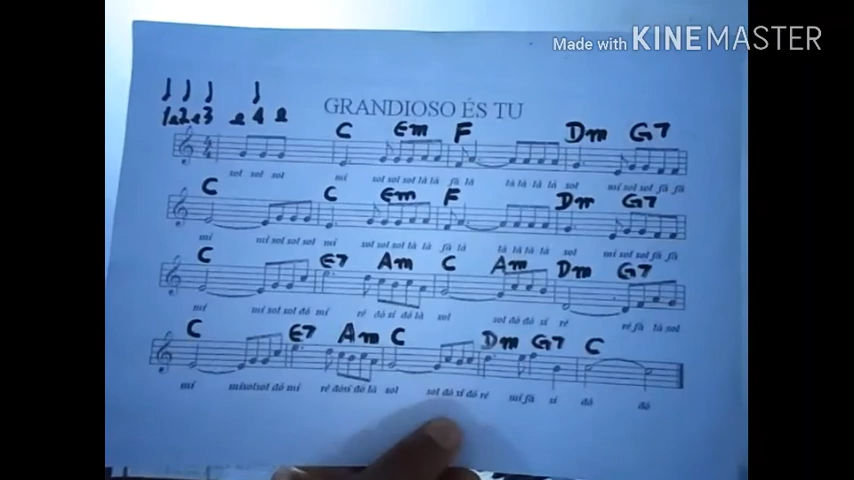 Made with KINEMASTER
GRANDIOSO ÉS TU
1 e 2 e 3 e 4 e
C Em F Dm G7
sol sol sol mi sol sol sol lá lá fá lá lá lá lá lá sol mi sol sol fá fá
C C Em F Dm G7
mi mi sol sol sol mi sol sol sol lá lá fá lá lá lá lá lá sol mi sol sol fá fá
C E7 Am C Am Dm G7
mi mi sol sol dó mi ré dó si dó lá sol sol dó dó si ré ré fá lá sol
C E7 Am C Dm G7 C
mi mi sol sol dó mi ré dó si dó lá sol sol dó si dó ré mi fá si dó dó